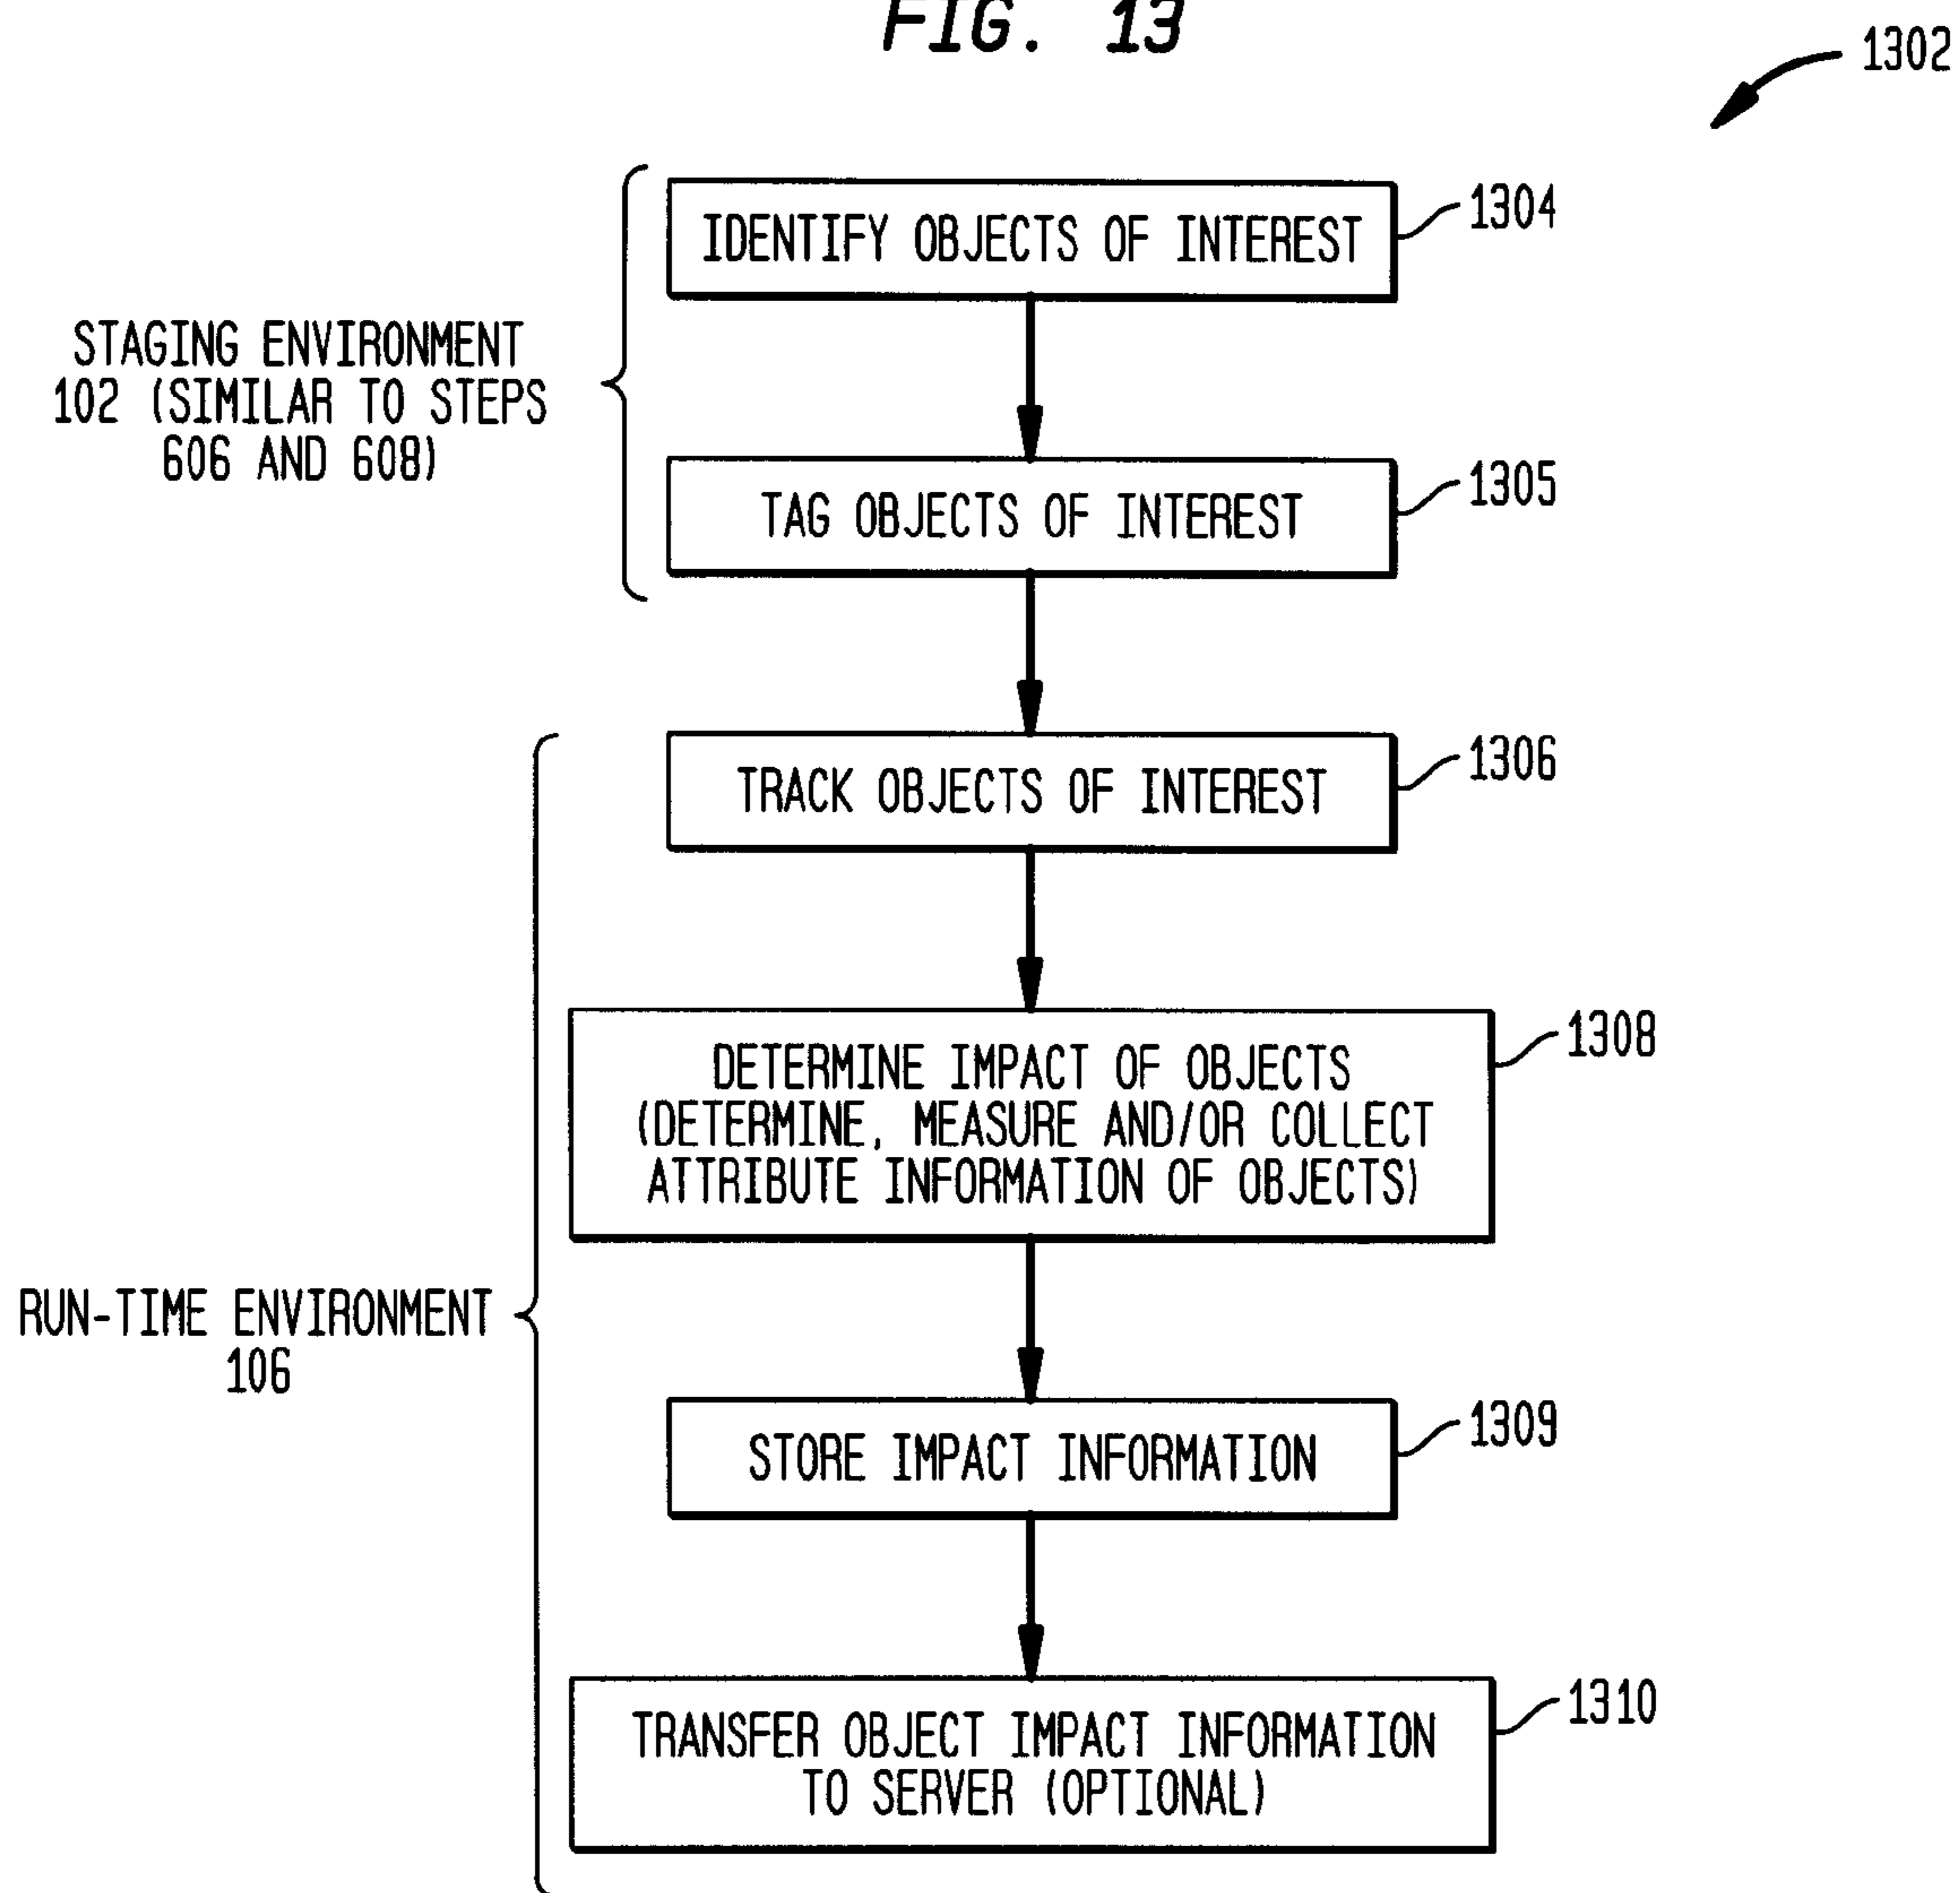 FIG. 13
1302
IDENTIFY OBJECTS OF INTEREST
1304
STAGING ENVIRONMENT
102 (SIMILAR TO STEPS
606 AND 608)
TAG OBJECTS OF INTEREST
1305
TRACK OBJECTS OF INTEREST
1306
DETERMINE IMPACT OF OBJECTS
(DETERMINE, MEASURE AND/OR COLLECT
ATTRIBUTE INFORMATION OF OBJECTS)
1308
RUN-TIME ENVIRONMENT
106
STORE IMPACT INFORMATION
1309
TRANSFER OBJECT IMPACT INFORMATION
TO SERVER (OPTIONAL)
1310